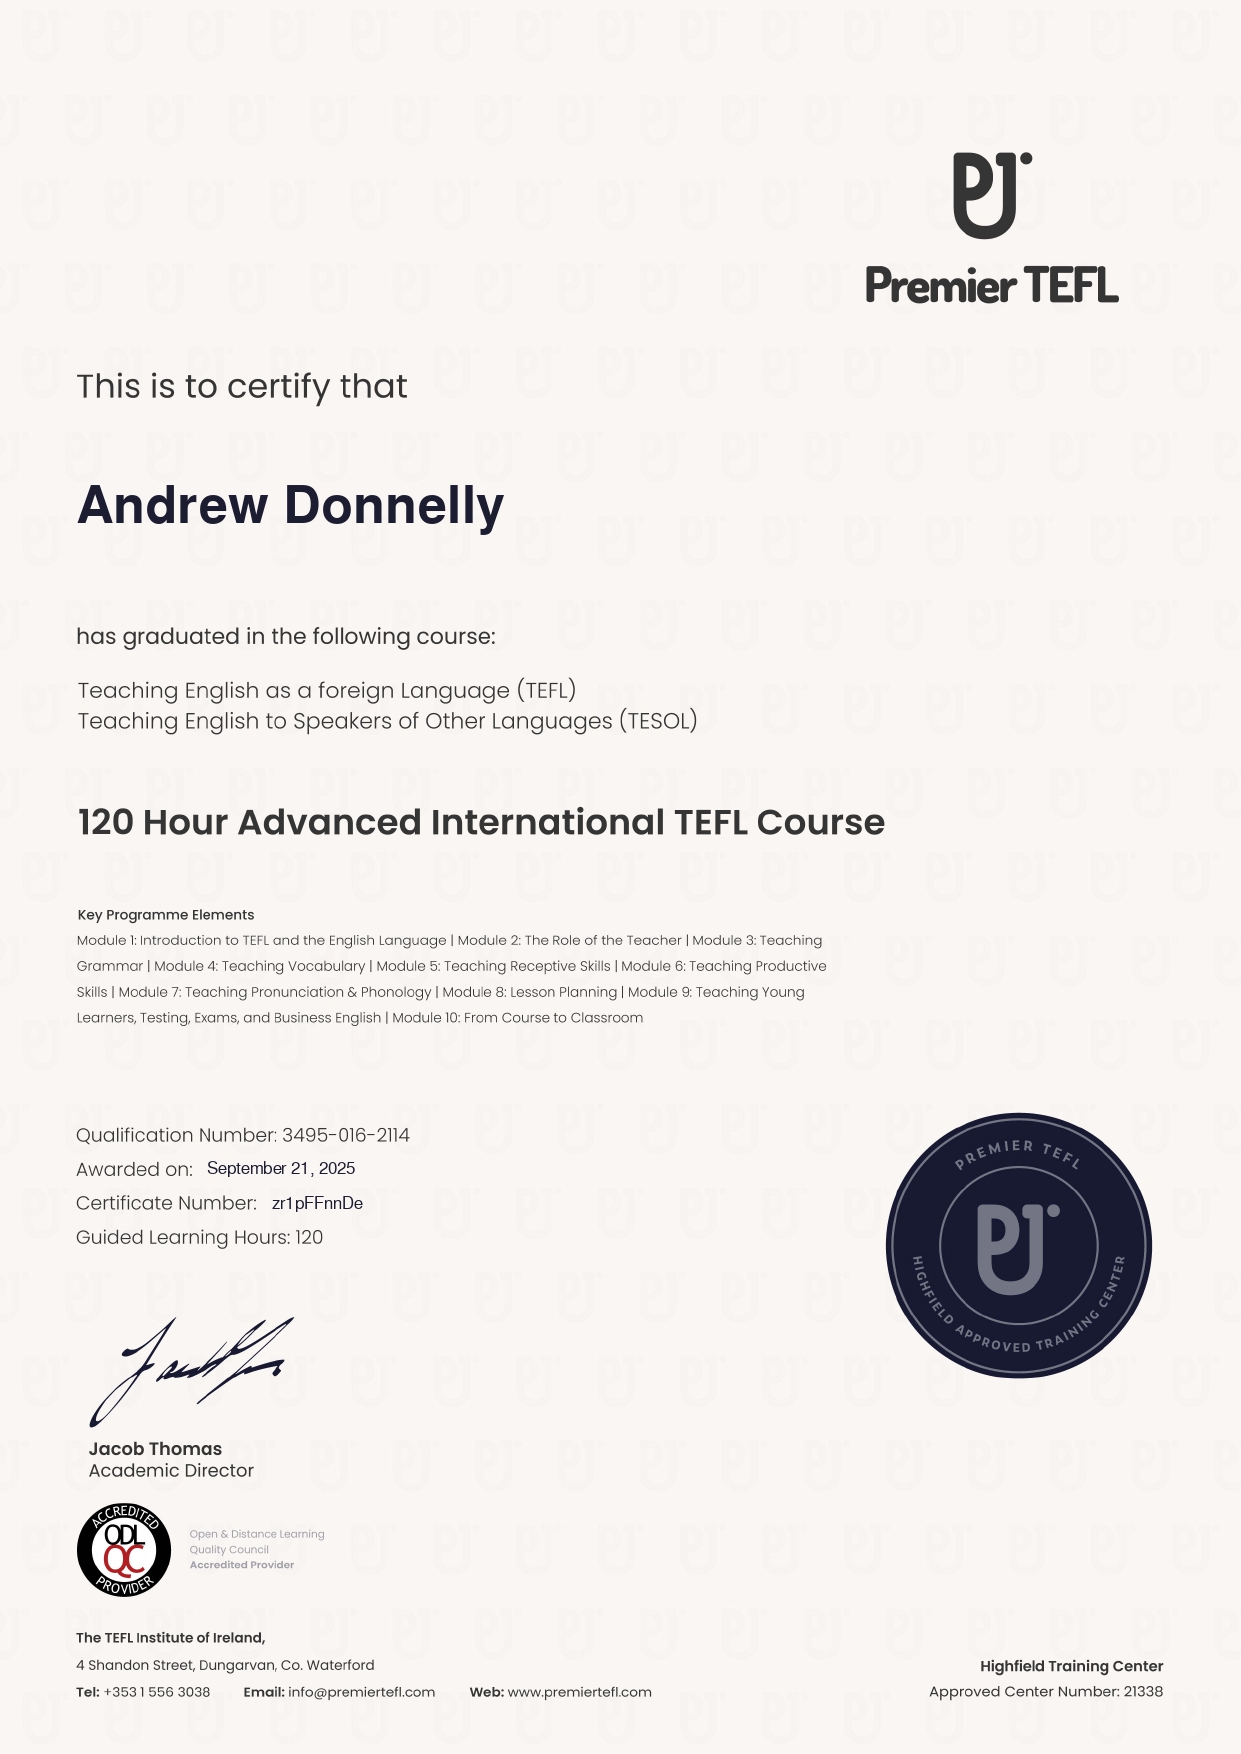 PJ
Premier TEFL
This is to certify that
Andrew Donnelly
has graduated in the following course:
Teaching English as a foreign Language (TEFL)
Teaching English to Speakers of Other Languages (TESOL)
120 Hour Advanced International TEFL Course
Key Programme Elements
Module 1: Introduction to TEFL and the English Language | Module 2: The Role of the Teacher | Module 3: Teaching
Grammar | Module 4: Teaching Vocabulary | Module 5: Teaching Receptive Skills | Module 6: Teaching Productive
Skills | Module 7: Teaching Pronunciation & Phonology | Module 8: Lesson Planning | Module 9: Teaching Young
Learners, Testing, Exams, and Business English | Module 10: From Course to Classroom
Qualification Number: 3495-016-2114
Awarded on: September 21, 2025
Certificate Number: zr1pFFnnDe
Guided Learning Hours: 120
PREMIER TEFL
PJ
HIGHFIELD APPROVED TRAINING CENTER
Jacob Thomas
Academic Director
ACCREDITED
ODL
QC
PROVIDER
Open & Distance Learning
Quality Council
Accredited Provider
The TEFL Institute of Ireland,
4 Shandon Street, Dungarvan, Co. Waterford
Tel: +353 1 556 3038 Email: info@premiertefl.com Web: www.premiertefl.com
Highfield Training Center
Approved Center Number: 21338